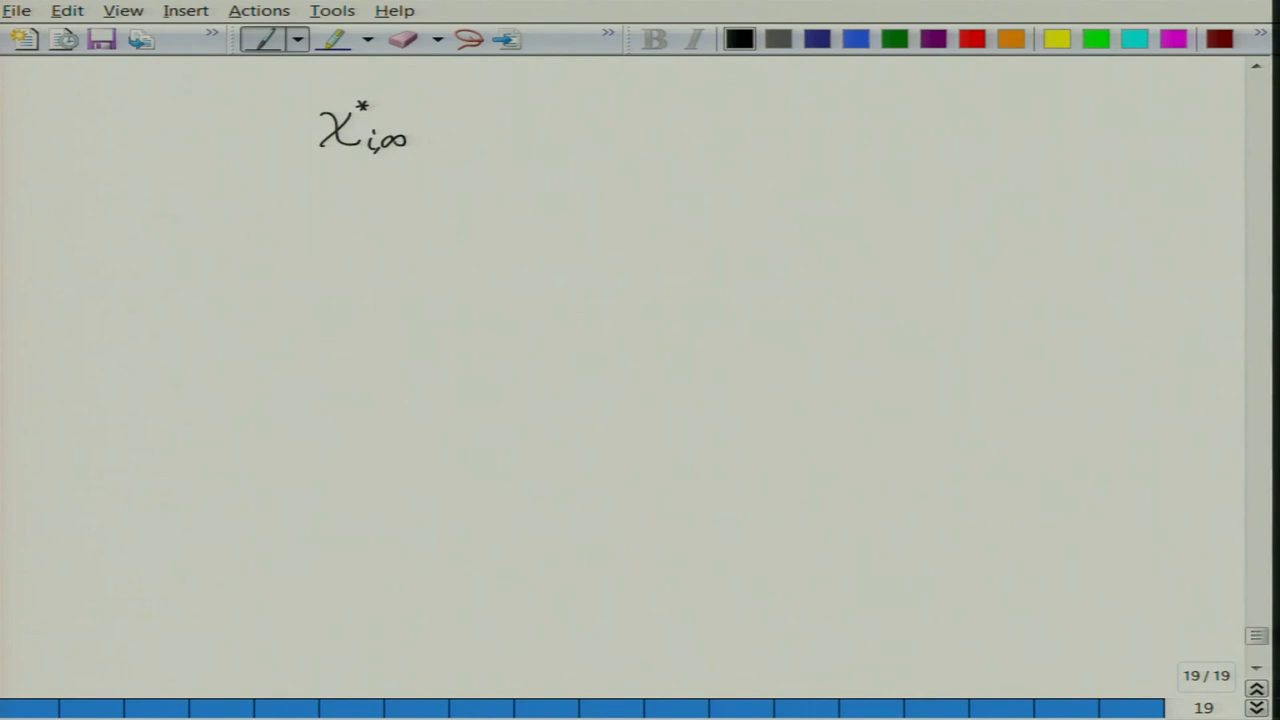 File Edit View Insert Actions Tools Help
» » B I »
χ*i,∞
19 / 19
19